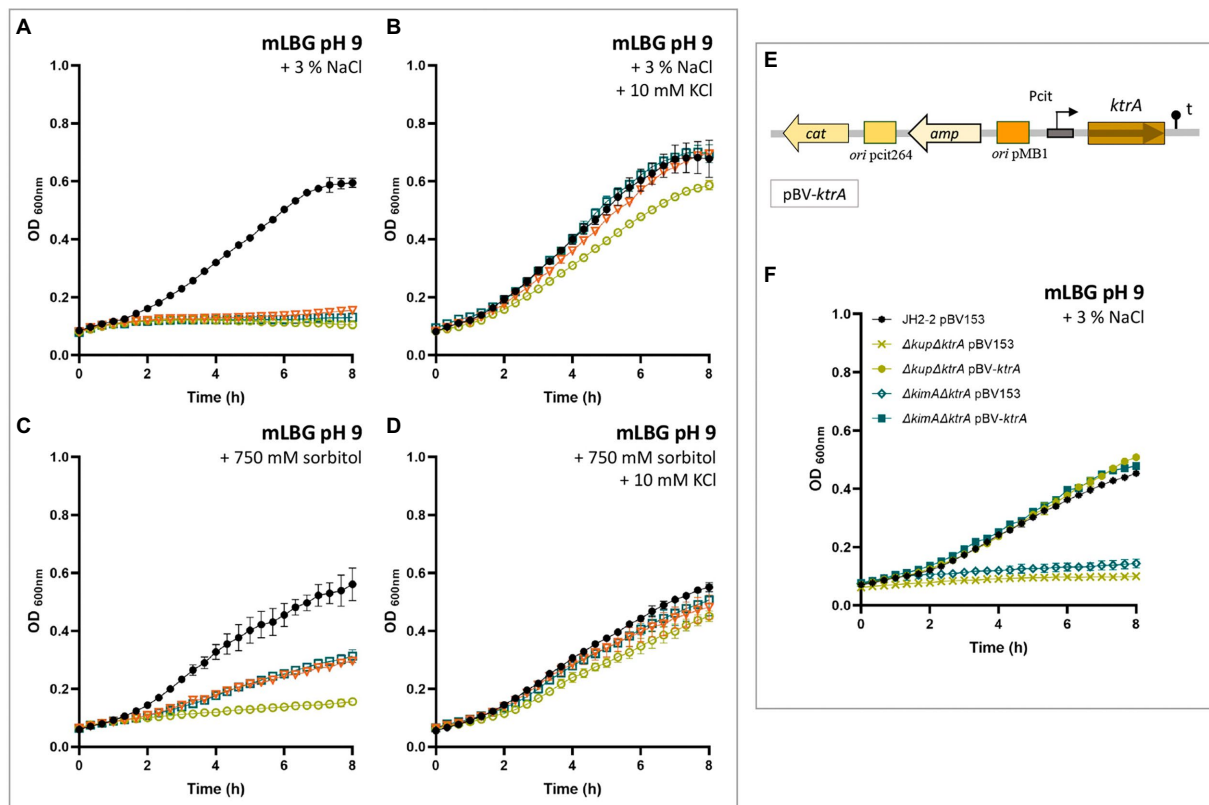 A
mLBG pH 9
+ 3 % NaCl
OD 600nm
1.0
0.8
0.6
0.4
0.2
0.0
0 2 4 6 8
Time (h)
B
mLBG pH 9
+ 3 % NaCl
+ 10 mM KCl
OD 600nm
1.0
0.8
0.6
0.4
0.2
0.0
0 2 4 6 8
Time (h)
C
mLBG pH 9
+ 750 mM sorbitol
OD 600nm
1.0
0.8
0.6
0.4
0.2
0.0
0 2 4 6 8
Time (h)
D
mLBG pH 9
+ 750 mM sorbitol
+ 10 mM KCl
OD 600nm
1.0
0.8
0.6
0.4
0.2
0.0
0 2 4 6 8
Time (h)
E
Pcit
ktrA
t
cat
amp
ori pcit264
ori pMB1
pBV-ktrA
F
mLBG pH 9
+ 3 % NaCl
JH2-2 pBV153
ΔkupΔktrA pBV153
ΔkupΔktrA pBV-ktrA
ΔkimAΔktrA pBV153
ΔkimAΔktrA pBV-ktrA
OD 600nm
1.0
0.8
0.6
0.4
0.2
0.0
0 2 4 6 8
Time (h)